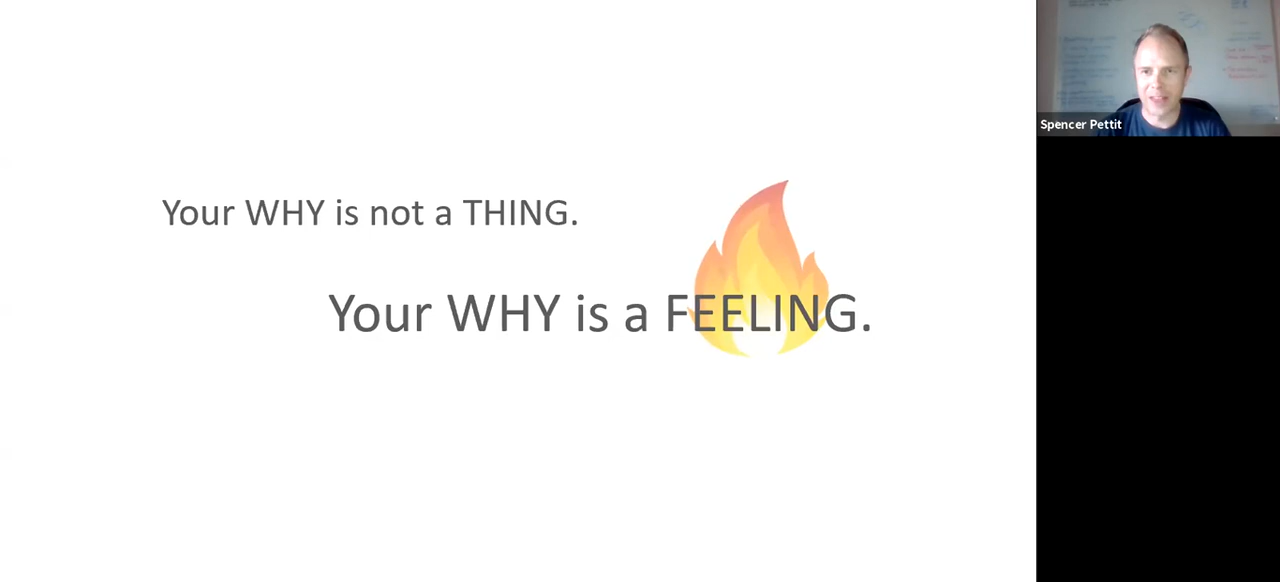 Your WHY is not a THING.
Your WHY is a FEELING.
Spencer Pettit